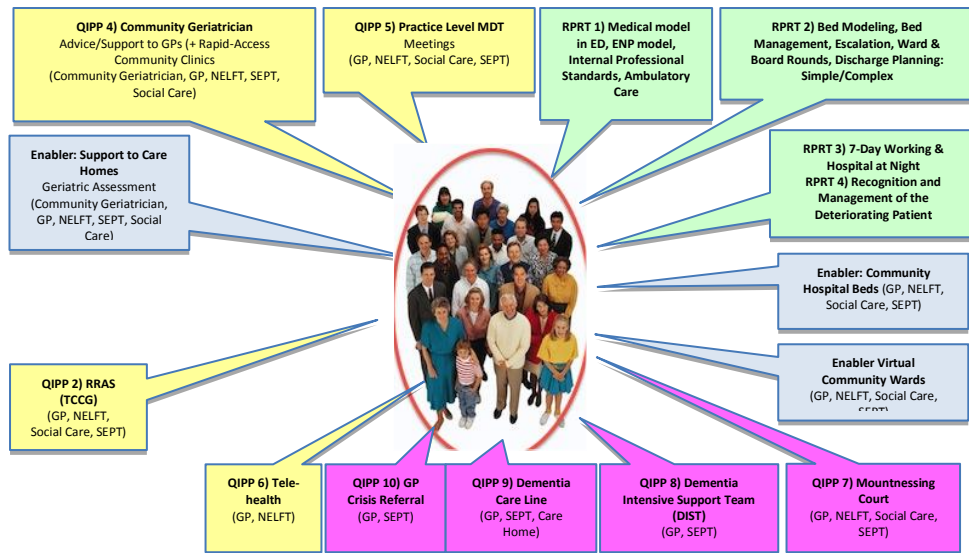 QIPP 4) Community Geriatrician
Advice/Support to GPs (+ Rapid-Access
Community Clinics
(Community Geriatrician, GP, NELFT, SEPT,
Social Care)
QIPP 5) Practice Level MDT
Meetings
(GP, NELFT, Social Care, SEPT)
RPRT 1) Medical model
in ED, ENP model,
Internal Professional
Standards, Ambulatory
Care
RPRT 2) Bed Modeling, Bed
Management, Escalation, Ward &
Board Rounds, Discharge Planning:
Simple/Complex
Enabler: Support to Care
Homes
Geriatric Assessment
(Community Geriatrician,
GP, NELFT, SEPT, Social
Care)
RPRT 3) 7-Day Working &
Hospital at Night
RPRT 4) Recognition and
Management of the
Deteriorating Patient
Enabler: Community
Hospital Beds (GP, NELFT,
Social Care, SEPT)
Enabler Virtual
Community Wards
(GP, NELFT, Social Care,
SEPT)
QIPP 2) RRAS
(TCCG)
(GP, NELFT,
Social Care, SEPT)
QIPP 6) Tele-
health
(GP, NELFT)
QIPP 10) GP
Crisis Referral
(GP, SEPT)
QIPP 9) Dementia
Care Line
(GP, SEPT, Care
Home)
QIPP 8) Dementia
Intensive Support Team
(DIST)
(GP, SEPT)
QIPP 7) Mountnessing
Court
(GP, NELFT, Social Care,
SEPT)